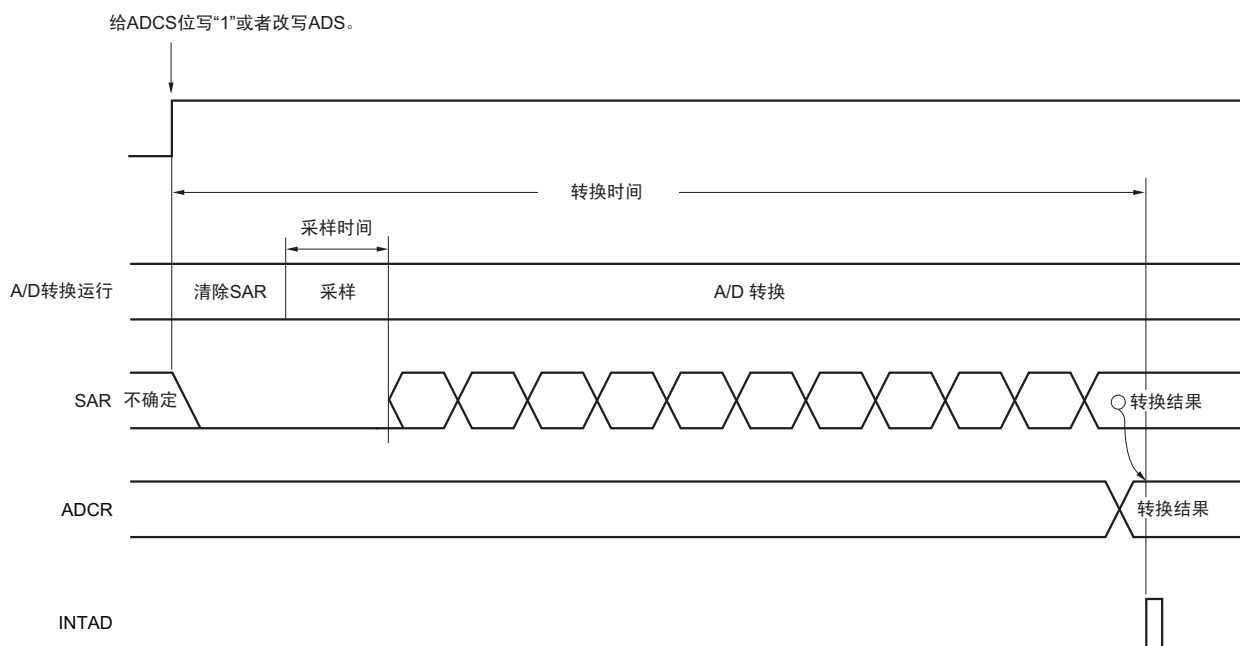 给ADCS位写“1”或者改写ADS。
转换时间
采样时间
A/D转换运行
清除SAR
采样
A/D 转换
SAR
不确定
转换结果
ADCR
转换结果
INTAD